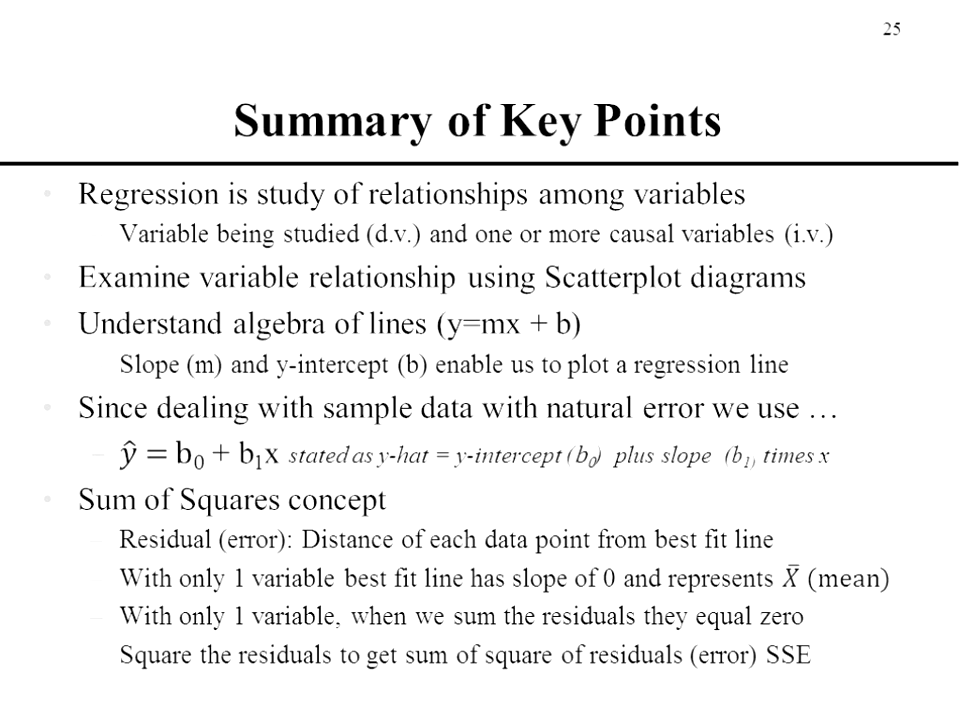 25
Summary of Key Points
• Regression is study of relationships among variables
Variable being studied (d.v.) and one or more causal variables (i.v.)
• Examine variable relationship using Scatterplot diagrams
• Understand algebra of lines (y=mx + b)
Slope (m) and y-intercept (b) enable us to plot a regression line
• Since dealing with sample data with natural error we use …
– ŷ = b₀ + b₁x stated as y-hat = y-intercept (b₀) plus slope (b₁) times x
• Sum of Squares concept
– Residual (error): Distance of each data point from best fit line
With only 1 variable best fit line has slope of 0 and represents X̄ (mean)
– With only 1 variable, when we sum the residuals they equal zero
Square the residuals to get sum of square of residuals (error) SSE